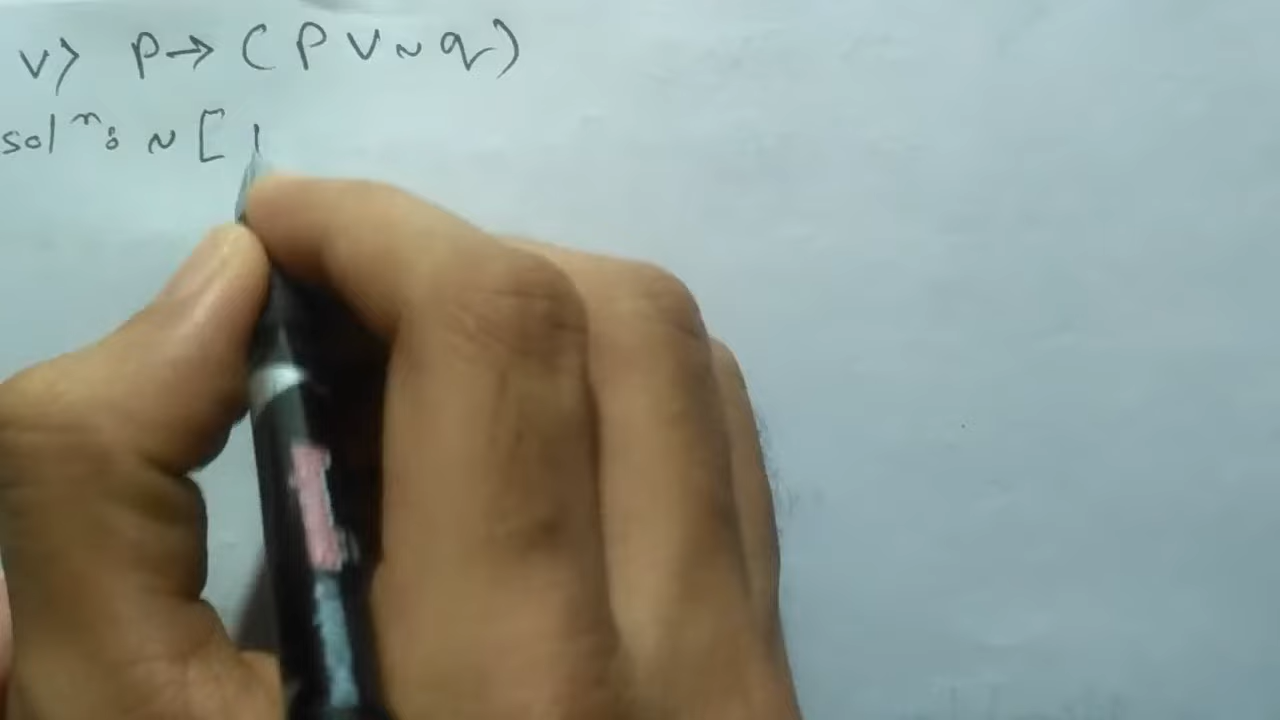 v> p→ (p∨~q)
solⁿ: ~ [